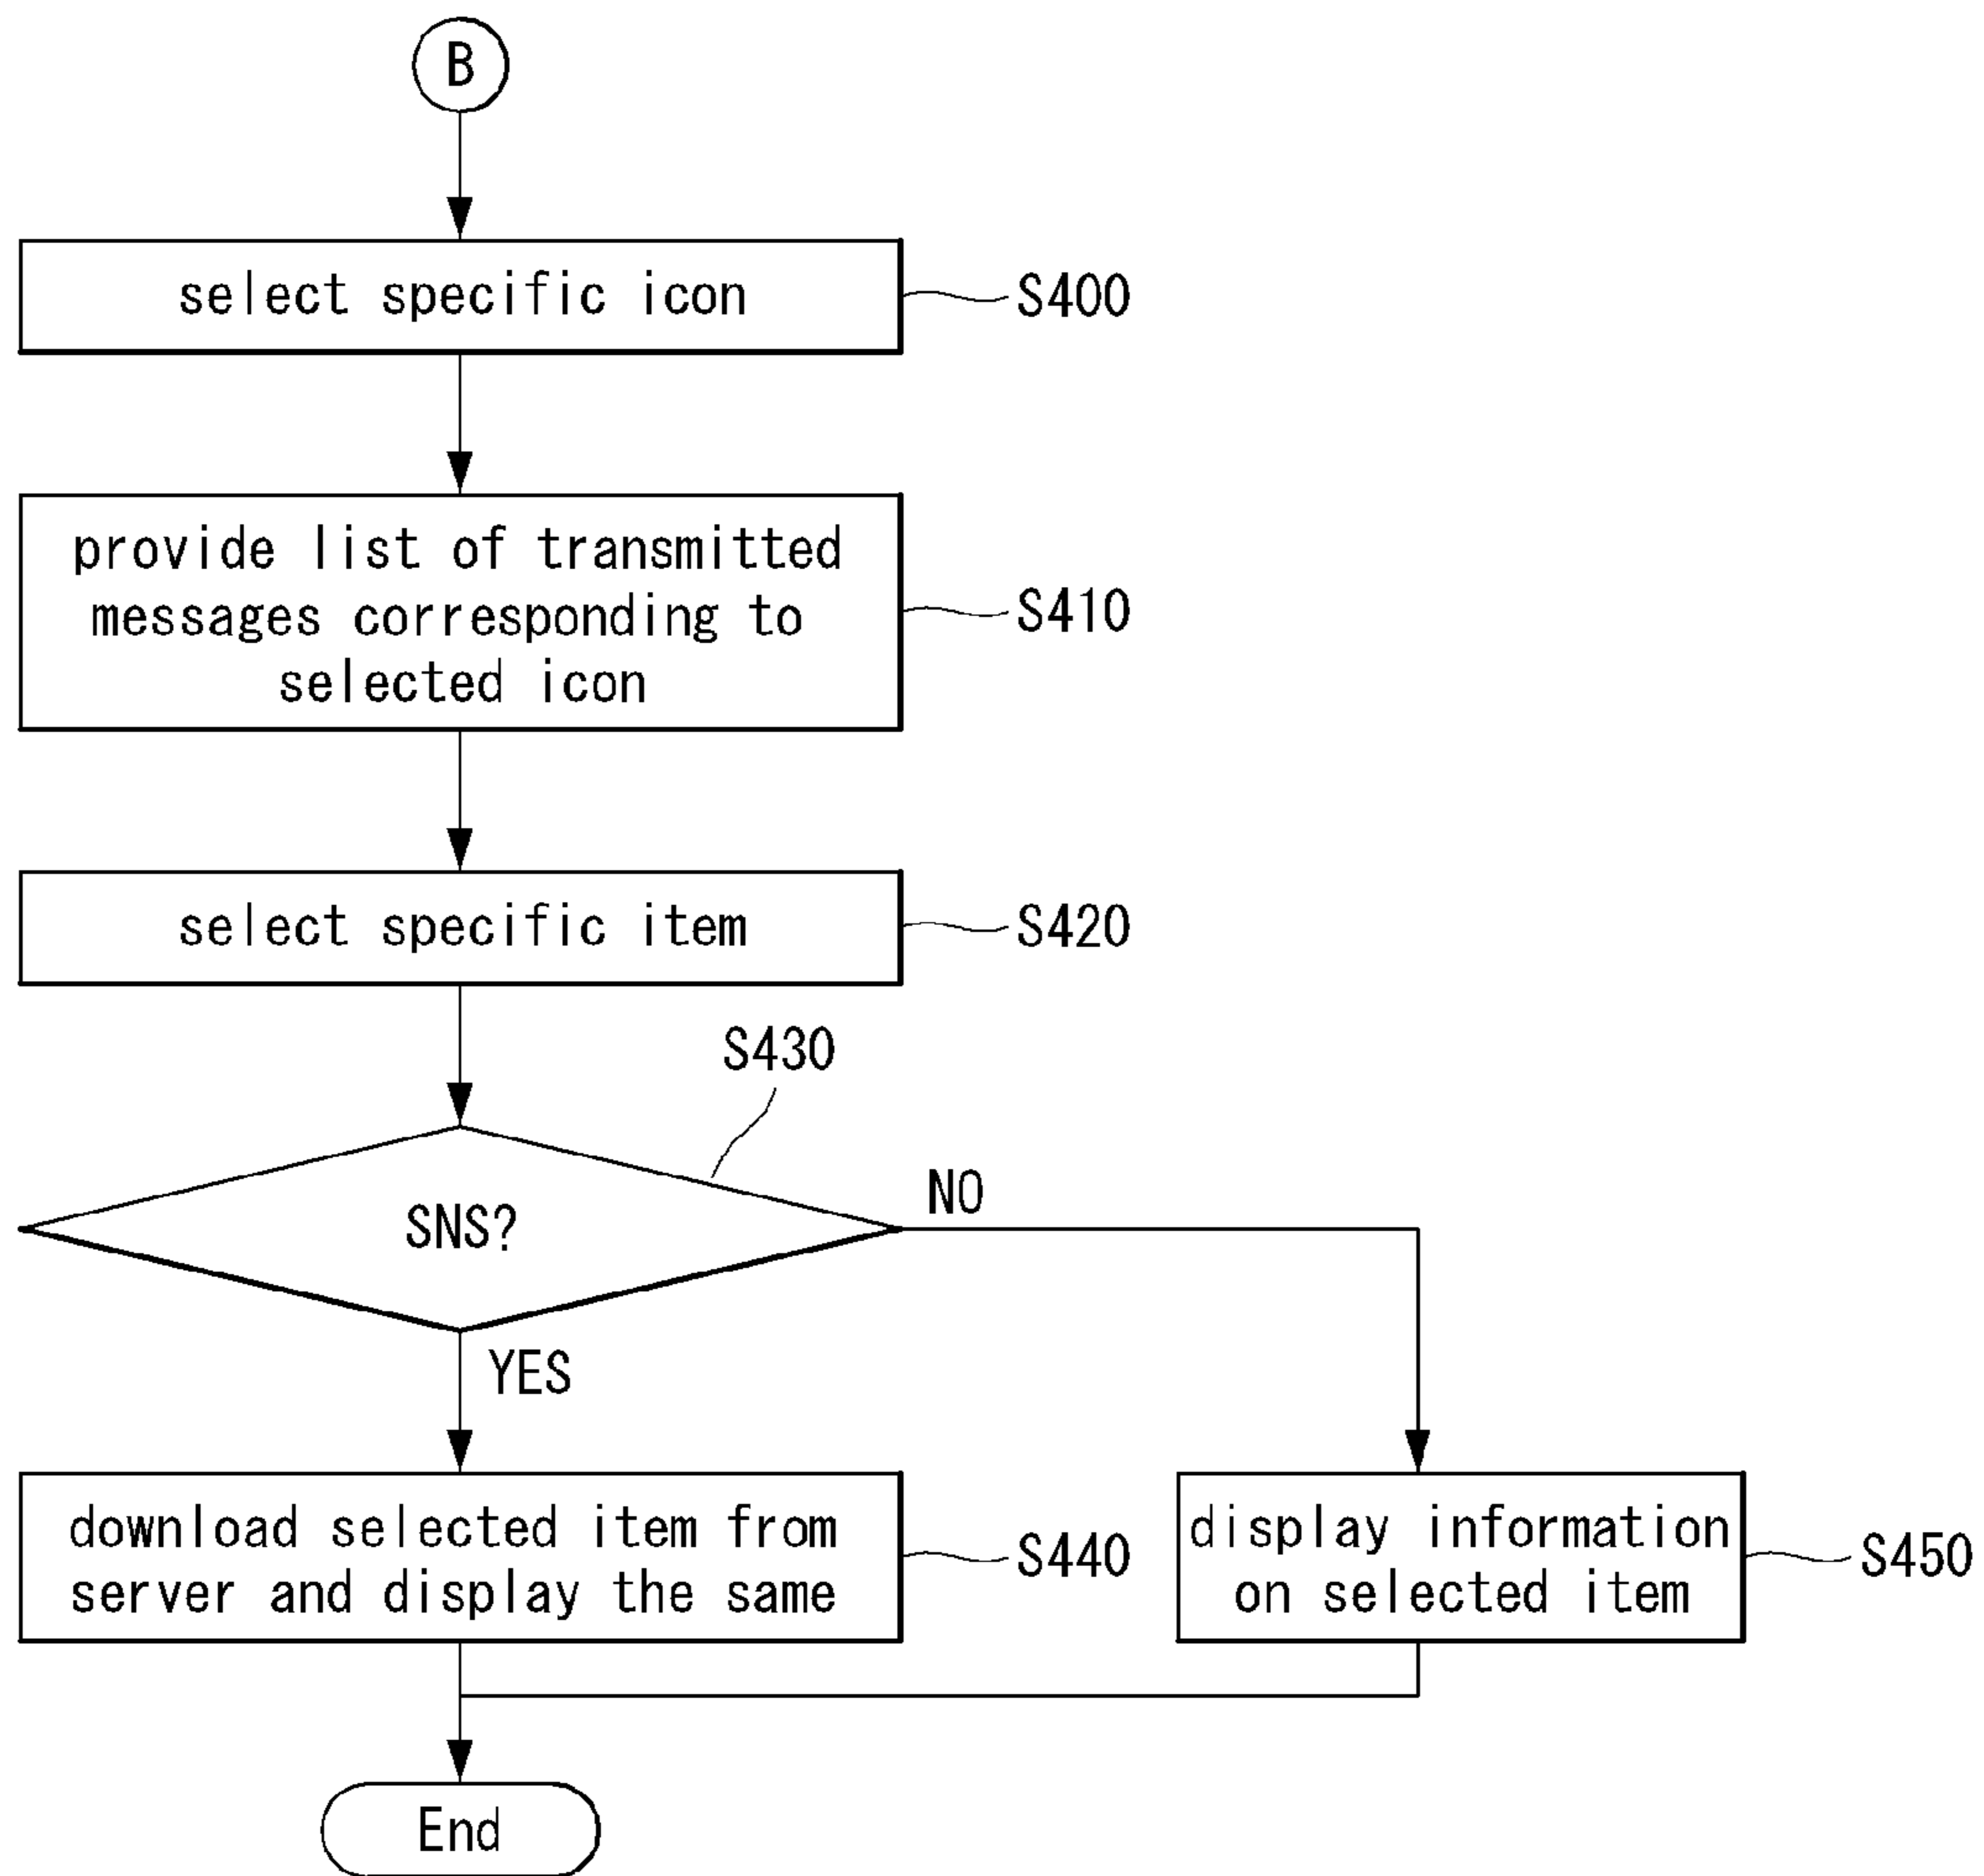 B
select specific icon
S400
provide list of transmitted
messages corresponding to
selected icon
S410
select specific item
S420
S430
SNS?
NO
YES
download selected item from
server and display the same
S440
display information
on selected item
S450
End